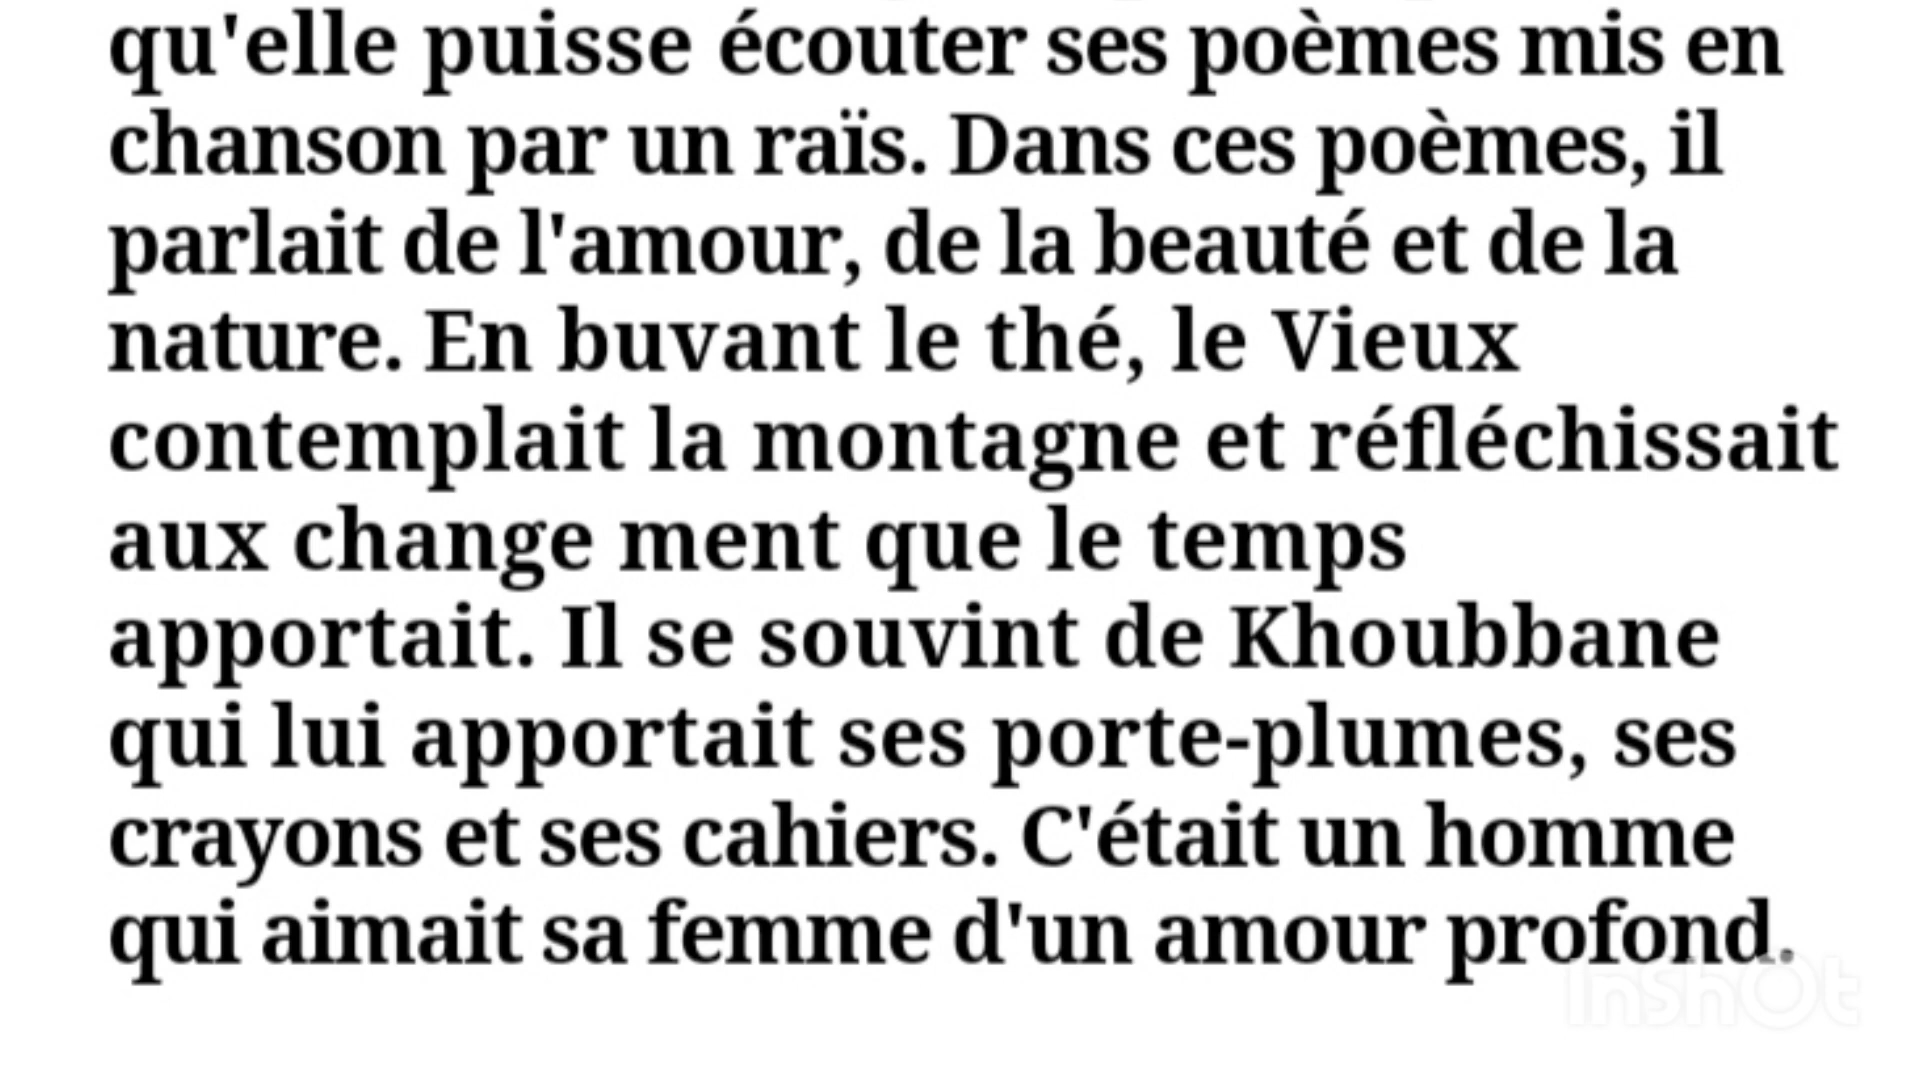 qu'elle puisse écouter ses poèmes mis en
chanson par un raïs. Dans ces poèmes, il
parlait de l'amour, de la beauté et de la
nature. En buvant le thé, le Vieux
contemplait la montagne et réfléchissait
aux change ment que le temps
apportait. Il se souvint de Khoubbane
qui lui apportait ses porte-plumes, ses
crayons et ses cahiers. C'était un homme
qui aimait sa femme d'un amour profond.
InShOt